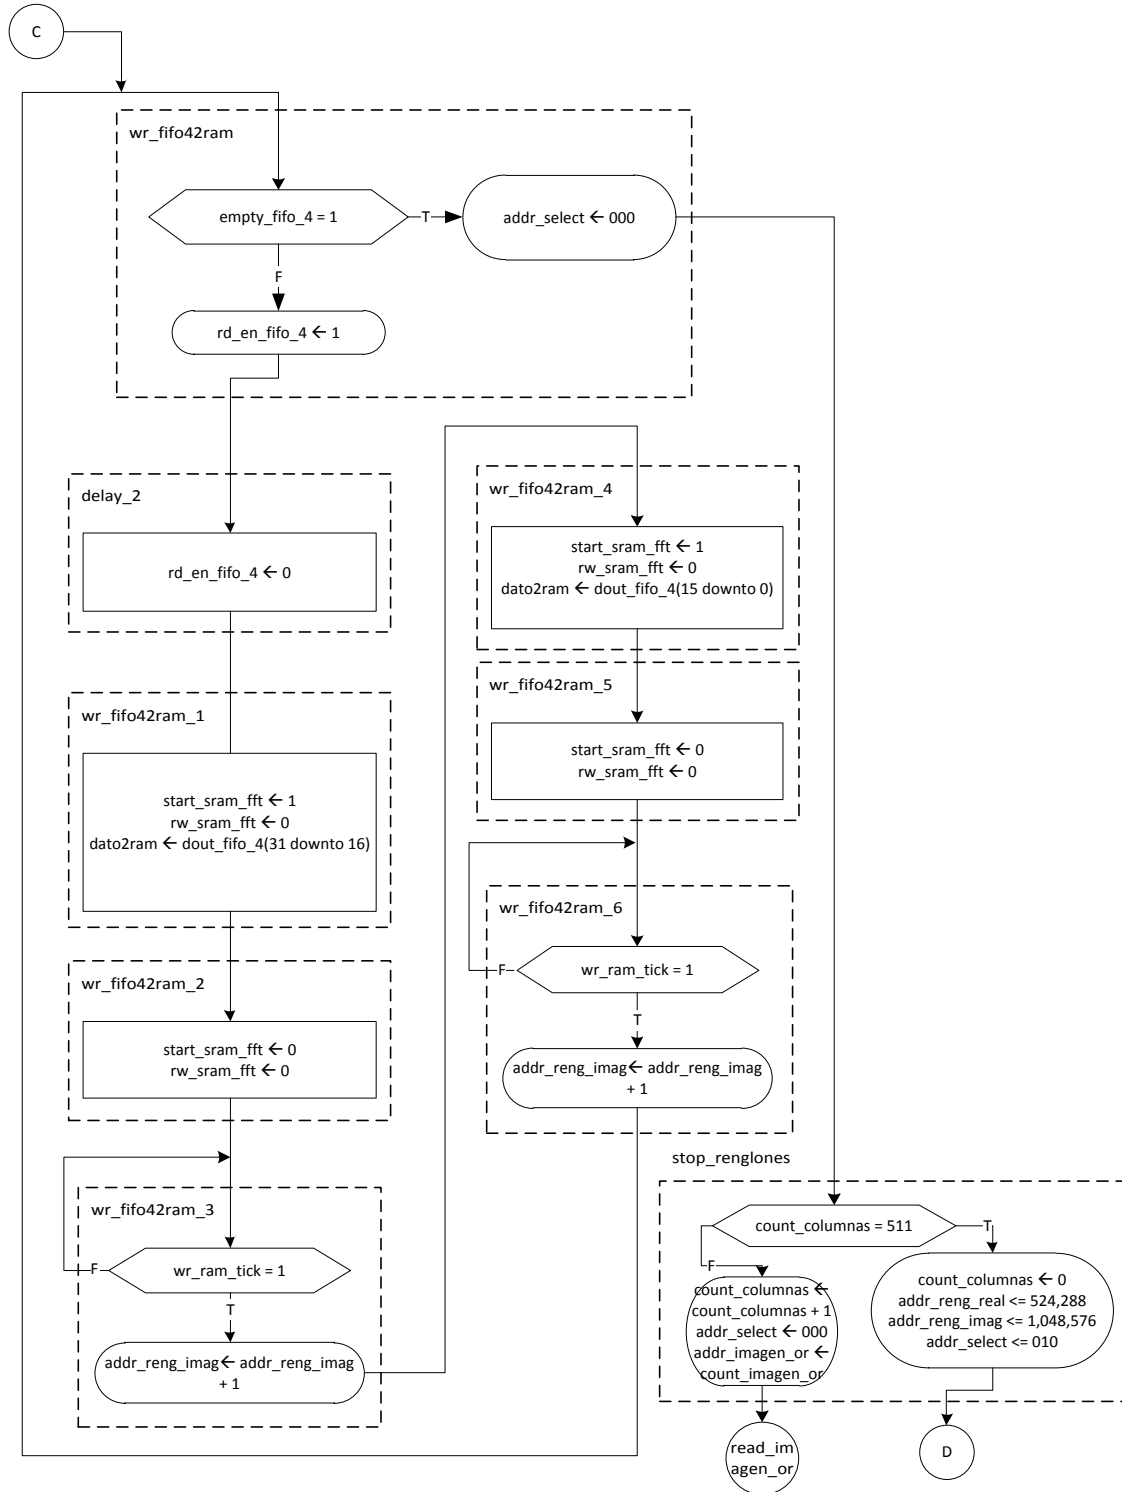 C
wr_fifo42ram
empty_fifo_4 = 1
T
addr_select ← 000
F
rd_en_fifo_4 ← 1
delay_2
rd_en_fifo_4 ← 0
wr_fifo42ram_1
start_sram_fft ← 1
rw_sram_fft ← 0
dato2ram ← dout_fifo_4(31 downto 16)
wr_fifo42ram_2
start_sram_fft ← 0
rw_sram_fft ← 0
wr_fifo42ram_3
wr_ram_tick = 1
F
T
addr_reng_imag← addr_reng_imag
+ 1
wr_fifo42ram_4
start_sram_fft ← 1
rw_sram_fft ← 0
dato2ram ← dout_fifo_4(15 downto 0)
wr_fifo42ram_5
start_sram_fft ← 0
rw_sram_fft ← 0
wr_fifo42ram_6
wr_ram_tick = 1
F
T
addr_reng_imag← addr_reng_imag
+ 1
stop_renglones
count_columnas = 511
F
T
count_columnas ←
count_columnas + 1
addr_select ← 000
addr_imagen_or ←
count_imagen_or
count_columnas ← 0
addr_reng_real <= 524,288
addr_reng_imag <= 1,048,576
addr_select <= 010
read_im
agen_or
D